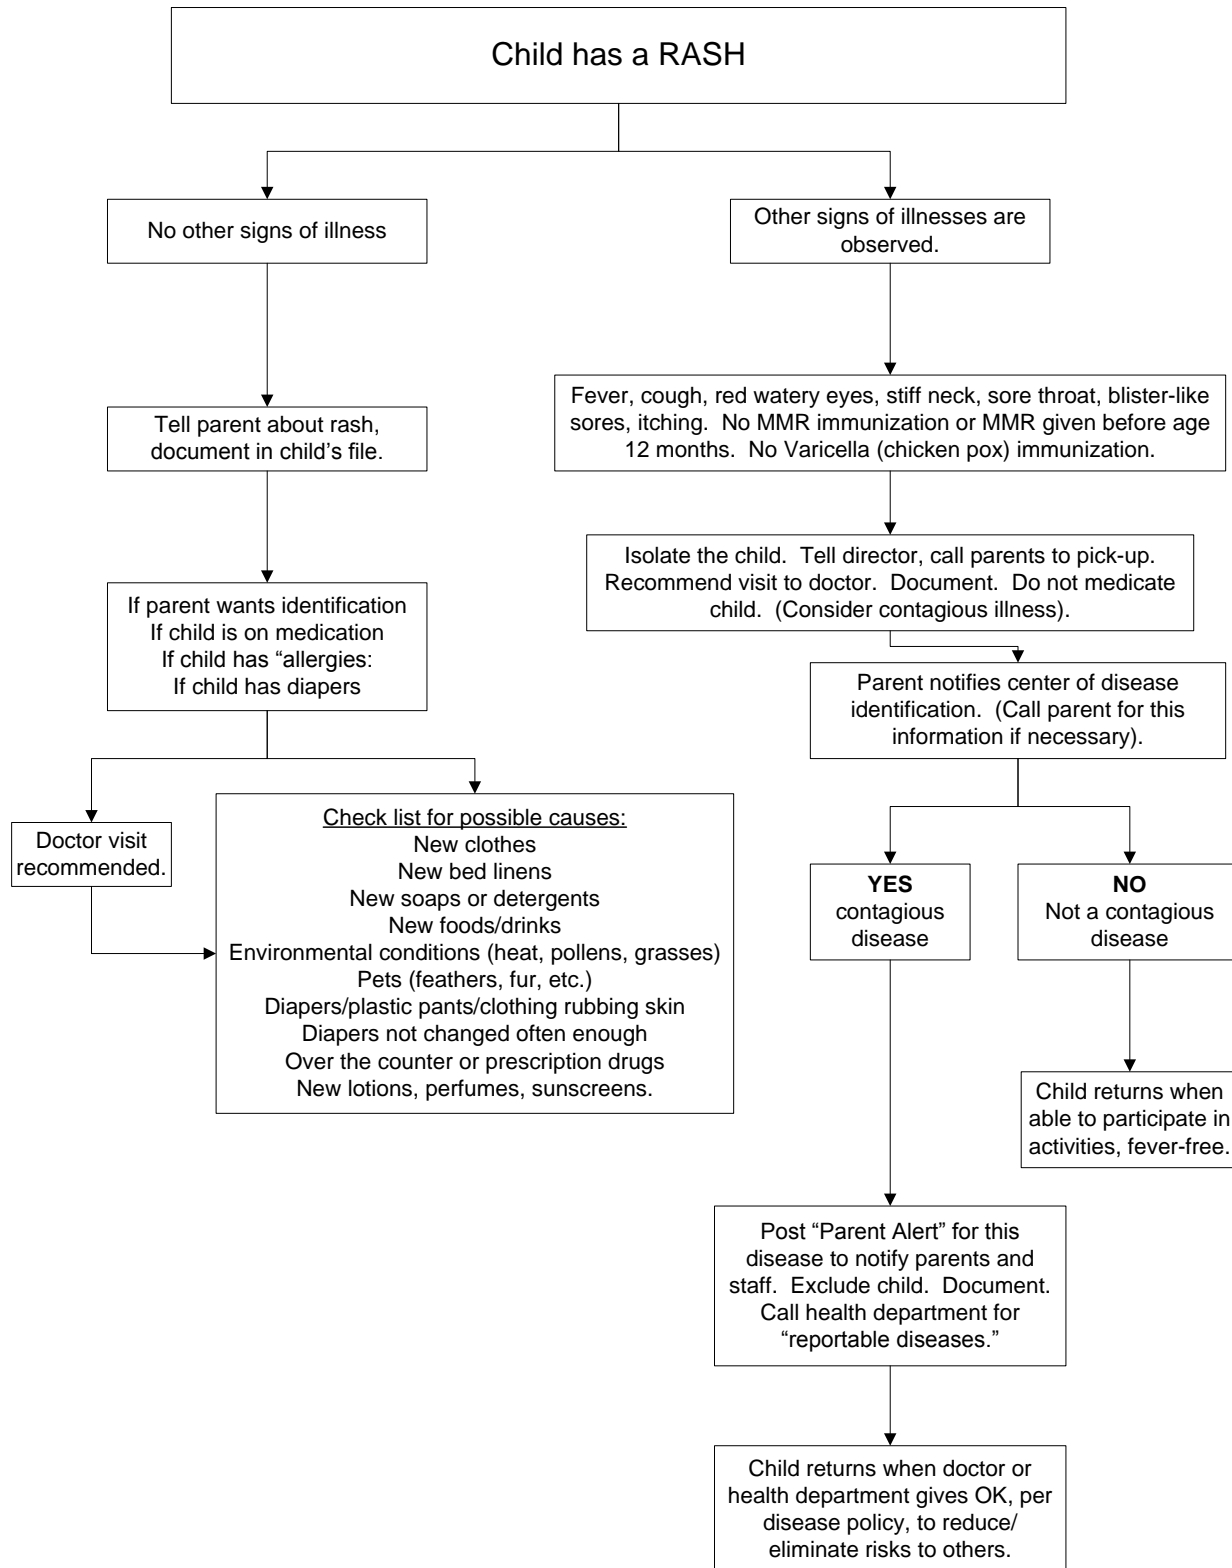 Child has a RASH
No other signs of illness
Other signs of illnesses are
observed.
Tell parent about rash,
document in child’s file.
Fever, cough, red watery eyes, stiff neck, sore throat, blister-like
sores, itching.  No MMR immunization or MMR given before age
12 months.  No Varicella (chicken pox) immunization.
Isolate the child.  Tell director, call parents to pick-up.
Recommend visit to doctor.  Document.  Do not medicate
child.  (Consider contagious illness).
If parent wants identification
If child is on medication
If child has “allergies:
If child has diapers
Parent notifies center of disease
identification.  (Call parent for this
information if necessary).
Doctor visit
recommended.
Check list for possible causes:
New clothes
New bed linens
New soaps or detergents
New foods/drinks
Environmental conditions (heat, pollens, grasses)
Pets (feathers, fur, etc.)
Diapers/plastic pants/clothing rubbing skin
Diapers not changed often enough
Over the counter or prescription drugs
New lotions, perfumes, sunscreens.
YES
contagious
disease
NO
Not a contagious
disease
Child returns when
able to participate in
activities, fever-free.
Post “Parent Alert” for this
disease to notify parents and
staff.  Exclude child.  Document.
Call health department for
“reportable diseases.”
Child returns when doctor or
health department gives OK, per
disease policy, to reduce/
eliminate risks to others.